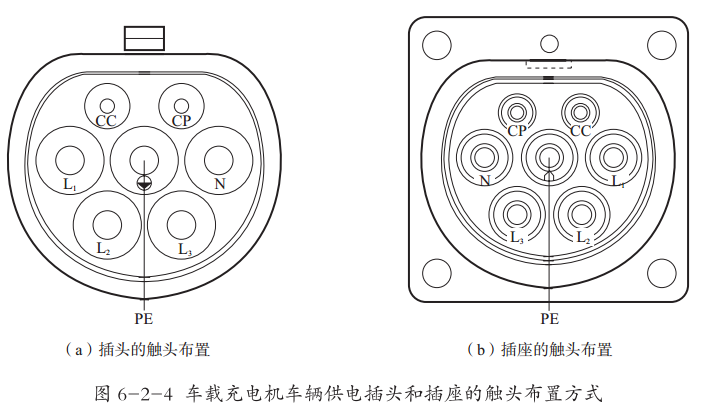 CC CP
L₁ N
L₂ L₃
PE
(a)插头的触头布置
CP CC
N L₁
L₃ L₂
PE
(b)插座的触头布置
图 6-2-4 车载充电机车辆供电插头和插座的触头布置方式